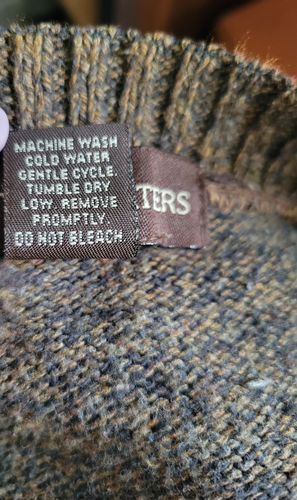 MACHINE WASH
COLD WATER
GENTLE CYCLE.
TUMBLE DRY
LOW. REMOVE
PROMPTLY.
DO NOT BLEACH
TERS